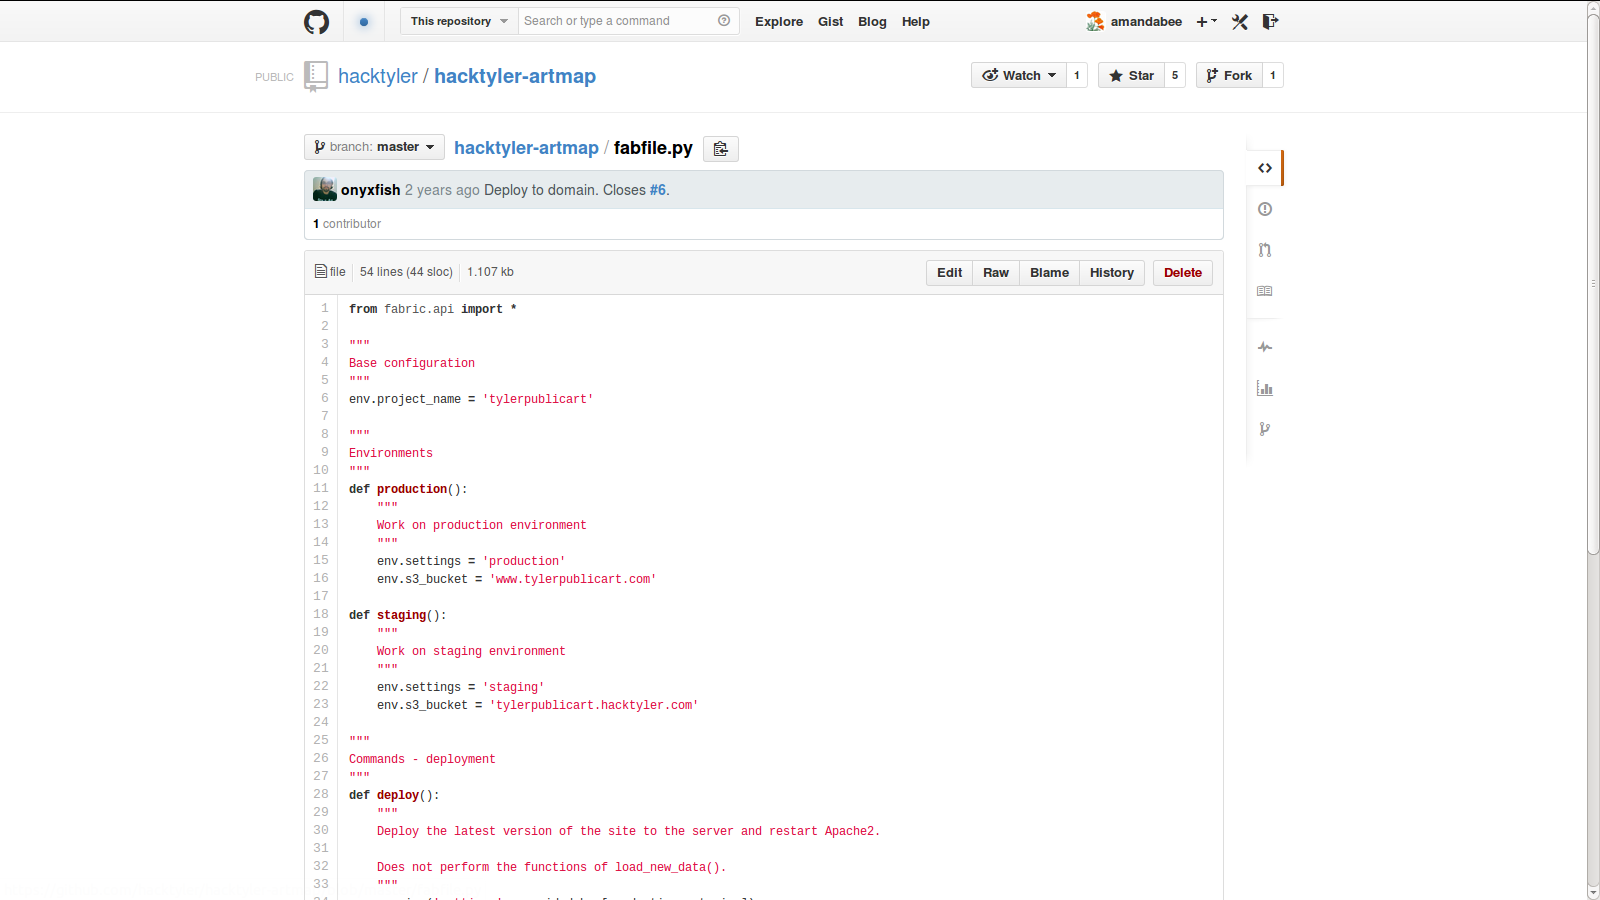 This repository Search or type a command Explore Gist Blog Help amandabee
PUBLIC hacktyler / hacktyler-artmap Watch 1 Star 5 Fork 1
branch: master hacktyler-artmap / fabfile.py
onyxfish 2 years ago Deploy to domain. Closes #6.
1 contributor
file 54 lines (44 sloc) 1.107 kb Edit Raw Blame History Delete
1 from fabric.api import *
2
3 """
4 Base configuration
5 """
6 env.project_name = 'tylerpublicart'
7
8 """
9 Environments
10 """
11 def production():
12 """
13 Work on production environment
14 """
15 env.settings = 'production'
16 env.s3_bucket = 'www.tylerpublicart.com'
17
18 def staging():
19 """
20 Work on staging environment
21 """
22 env.settings = 'staging'
23 env.s3_bucket = 'tylerpublicart.hacktyler.com'
24
25 """
26 Commands - deployment
27 """
28 def deploy():
29 """
30 Deploy the latest version of the site to the server and restart Apache2.
31
32 Does not perform the functions of load_new_data().
33 """